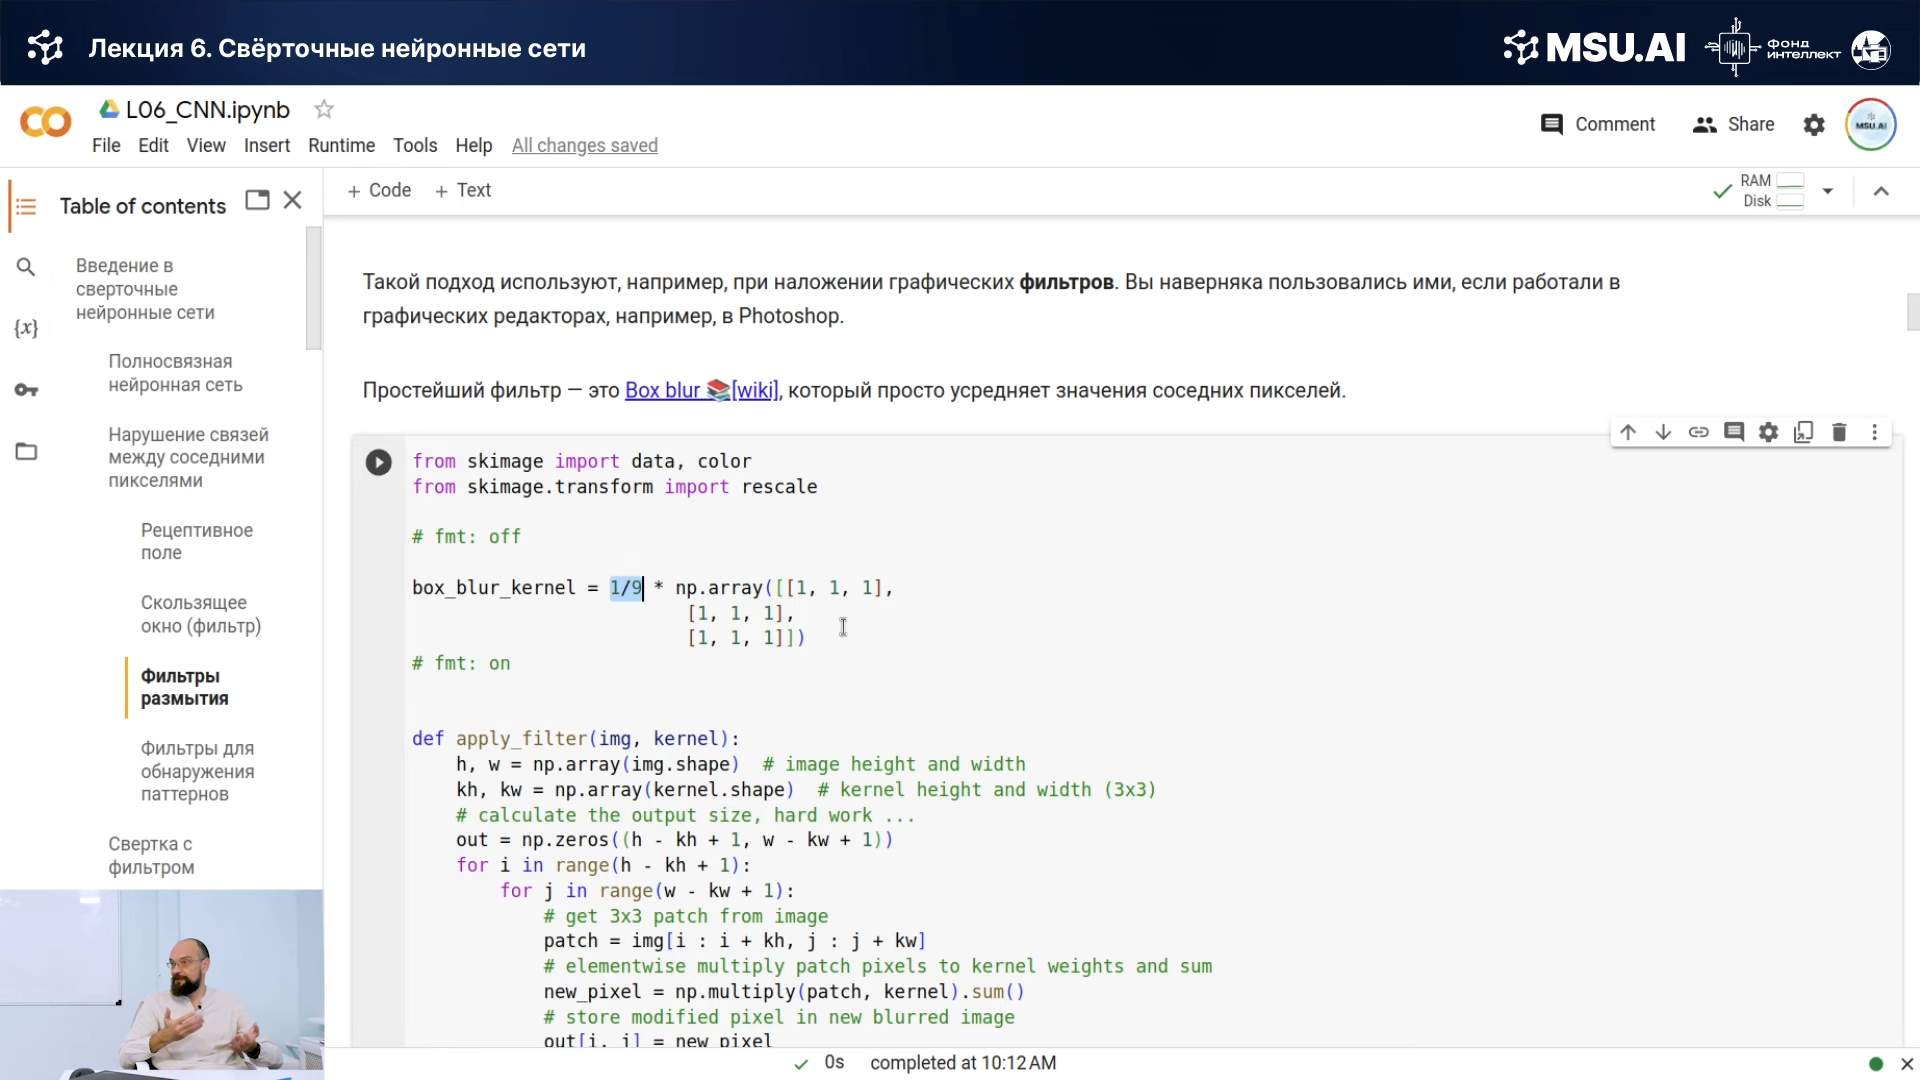 Лекция 6. Свёрточные нейронные сети
MSU.AI
ФОНД
ИНТЕЛЛЕКТ
L06_CNN.ipynb
File Edit View Insert Runtime Tools Help All changes saved
Comment
Share
MSU.AI
Table of contents
+ Code + Text
RAM
Disk
Введение в
сверточные
нейронные сети
Полносвязная
нейронная сеть
Нарушение связей
между соседними
пикселями
Рецептивное
поле
Скользящее
окно (фильтр)
Фильтры
размытия
Фильтры для
обнаружения
паттернов
Свертка с
фильтром
{x}
Такой подход используют, например, при наложении графических фильтров. Вы наверняка пользовались ими, если работали в
графических редакторах, например, в Photoshop.
Простейший фильтр — это Box blur 📚[wiki], который просто усредняет значения соседних пикселей.
from skimage import data, color
from skimage.transform import rescale
# fmt: off
box_blur_kernel = 1/9 * np.array([[1, 1, 1],
[1, 1, 1],
[1, 1, 1]])
# fmt: on
def apply_filter(img, kernel):
h, w = np.array(img.shape)  # image height and width
kh, kw = np.array(kernel.shape)  # kernel height and width (3x3)
# calculate the output size, hard work ...
out = np.zeros((h - kh + 1, w - kw + 1))
for i in range(h - kh + 1):
for j in range(w - kw + 1):
# get 3x3 patch from image
patch = img[i : i + kh, j : j + kw]
# elementwise multiply patch pixels to kernel weights and sum
new_pixel = np.multiply(patch, kernel).sum()
# store modified pixel in new blurred image
out[i, j] = new_pixel
0s completed at 10:12 AM